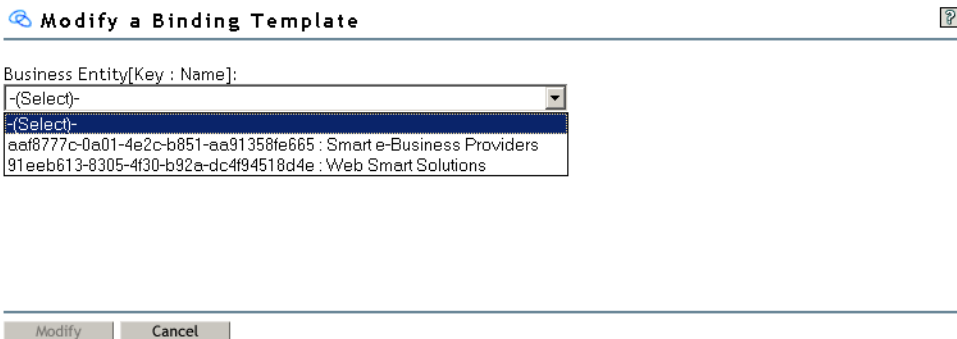 Modify a Binding Template
?
Business Entity[Key : Name]:
-(Select)-
-(Select)-
aaf8777c-0a01-4e2c-b851-aa91358fe665 : Smart e-Business Providers
91eeb613-8305-4f30-b92a-dc4f94518d4e : Web Smart Solutions
Modify Cancel